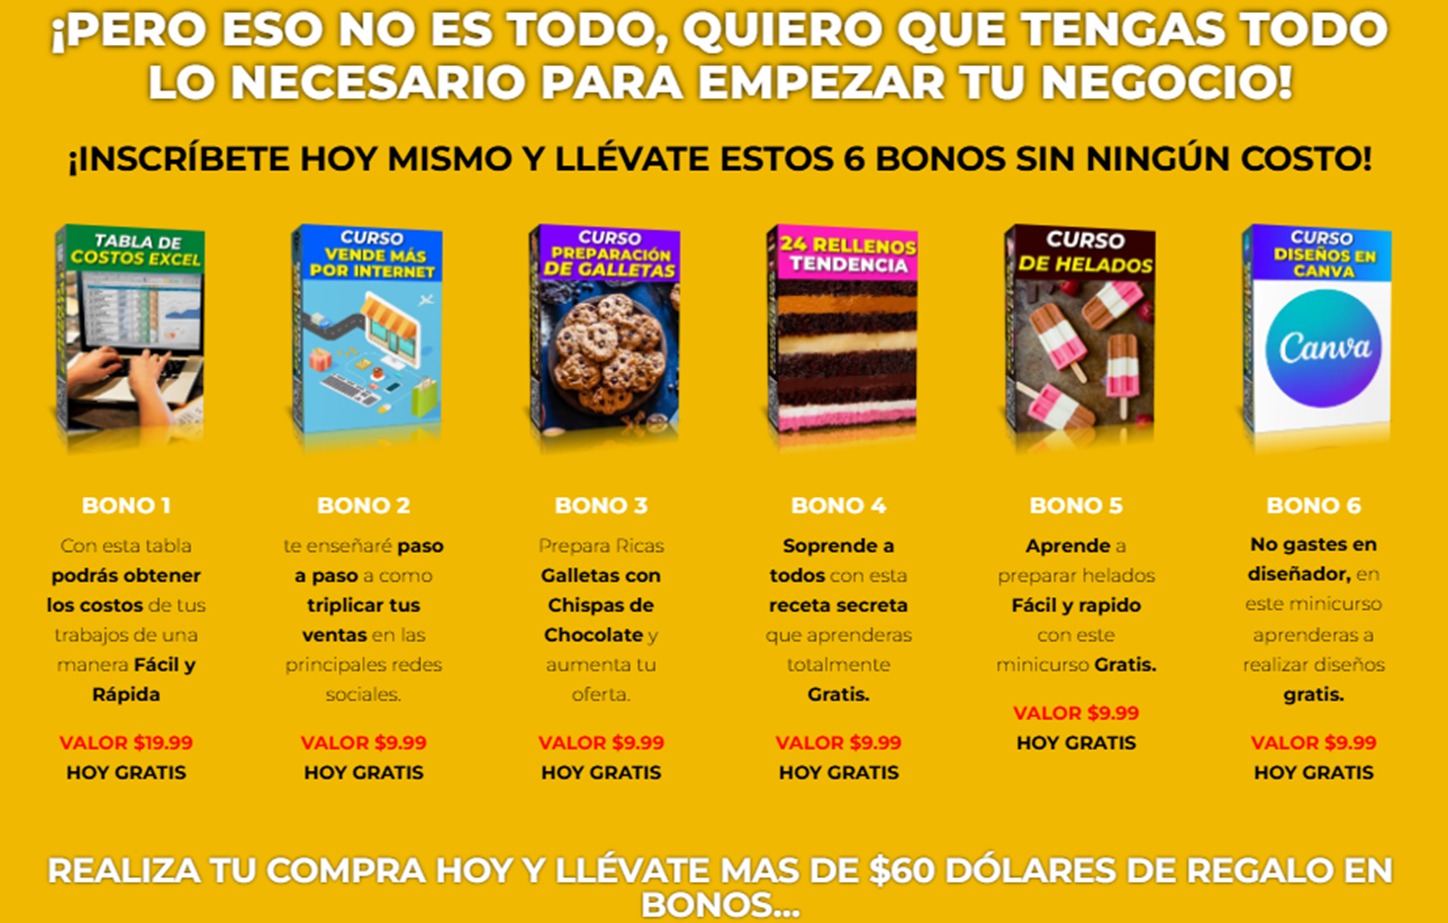 ¡PERO ESO NO ES TODO, QUIERO QUE TENGAS TODO
LO NECESARIO PARA EMPEZAR TU NEGOCIO!
¡INSCRÍBETE HOY MISMO Y LLÉVATE ESTOS 6 BONOS SIN NINGÚN COSTO!
TABLA DE
COSTOS EXCEL
CURSO
VENDE MÁS
POR INTERNET
CURSO
PREPARACIÓN
DE GALLETAS
24 RELLENOS
TENDENCIA
CURSO
DE HELADOS
CURSO
DISEÑOS EN
CANVA
Canva
BONO 1
Con esta tabla
podrás obtener
los costos de tus
trabajos de una
manera Fácil y
Rápida
VALOR $19.99
HOY GRATIS
BONO 2
te enseñaré paso
a paso a como
triplicar tus
ventas en las
principales redes
sociales.
VALOR $9.99
HOY GRATIS
BONO 3
Prepara Ricas
Galletas con
Chispas de
Chocolate y
aumenta tu
oferta.
VALOR $9.99
HOY GRATIS
BONO 4
Soprende a
todos con esta
receta secreta
que aprenderas
totalmente
Gratis.
VALOR $9.99
HOY GRATIS
BONO 5
Aprende a
preparar helados
Fácil y rapido
con este
minicurso Gratis.
VALOR $9.99
HOY GRATIS
BONO 6
No gastes en
diseñador, en
este minicurso
aprenderas a
realizar diseños
gratis.
VALOR $9.99
HOY GRATIS
REALIZA TU COMPRA HOY Y LLÉVATE MAS DE $60 DÓLARES DE REGALO EN
BONOS...